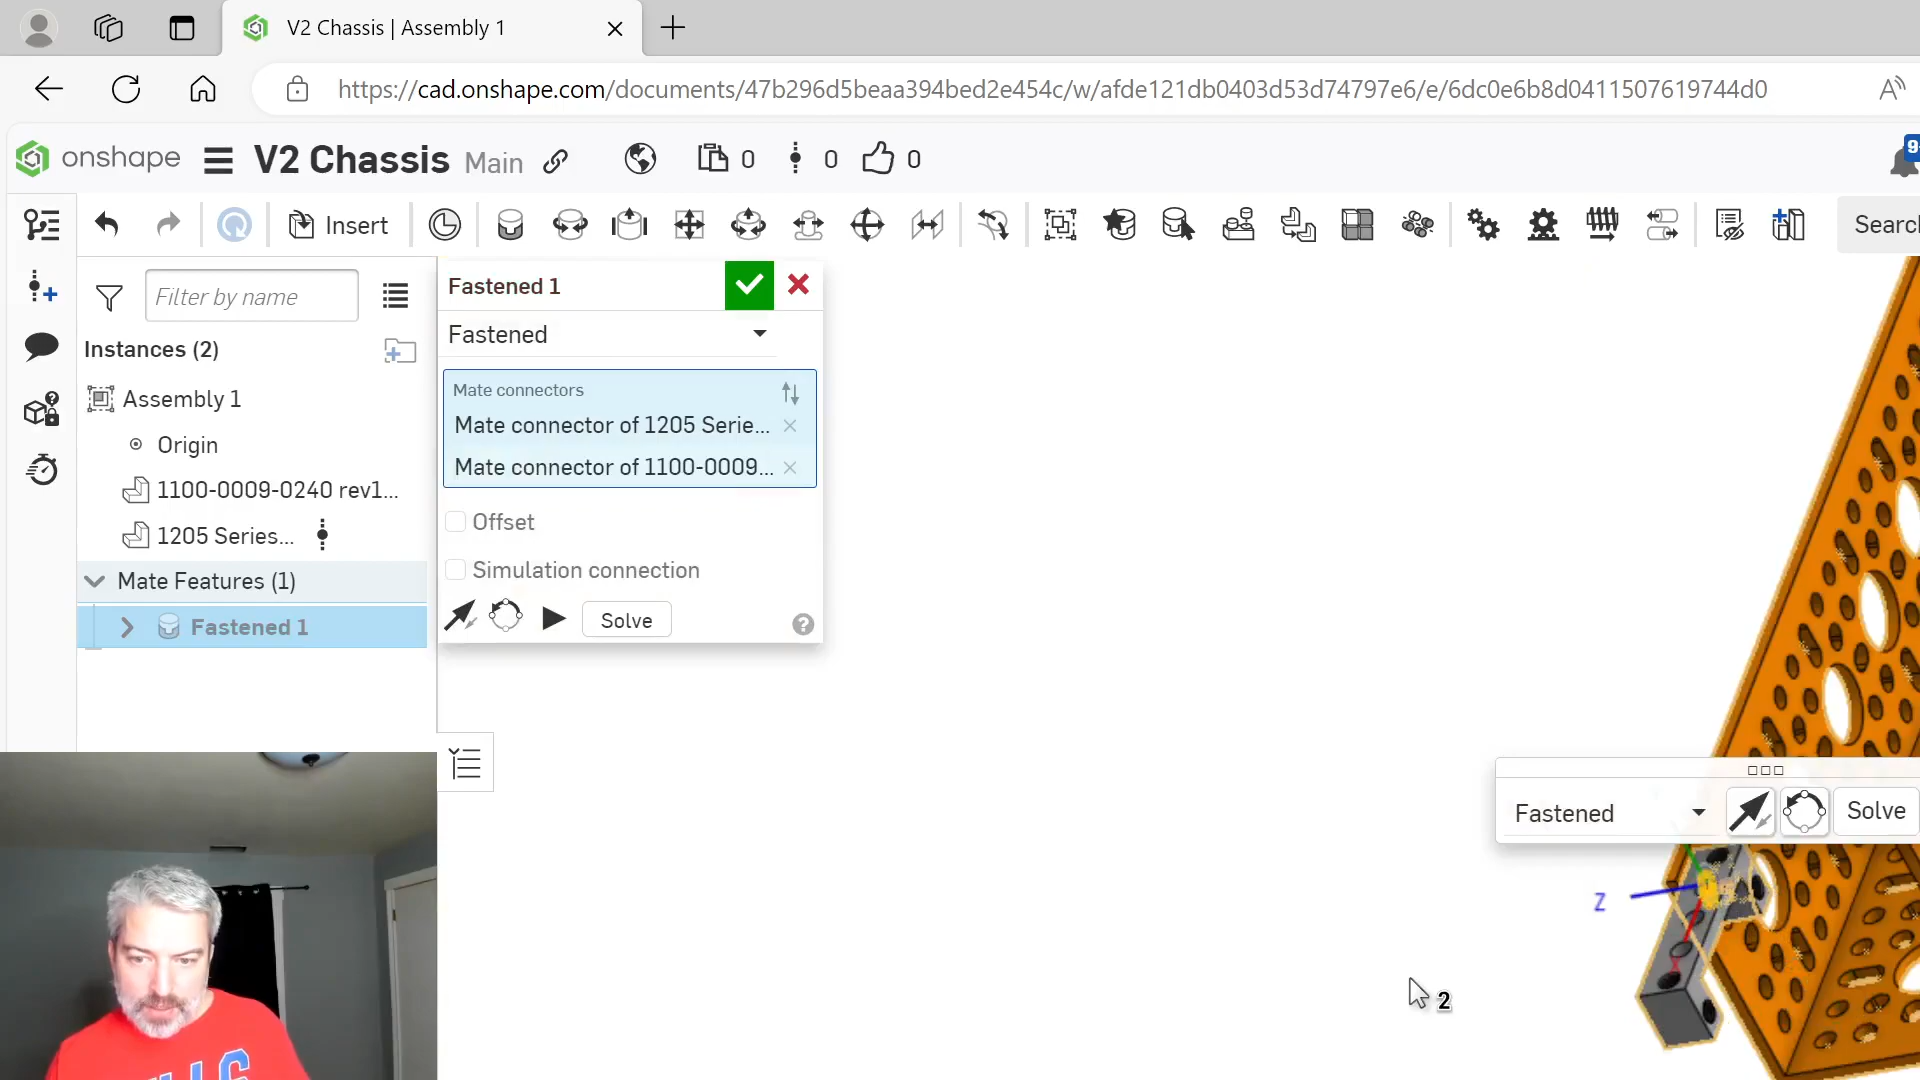 V2 Chassis | Assembly 1
https://cad.onshape.com/documents/47b296d5beaa394bed2e454c/w/afde121db0403d53d74797e6/e/6dc0e6b8d0411507619744d0
onshape V2 Chassis Main 0 0 0 9
Insert Search
Filter by name
Instances (2)
Assembly 1
Origin
1100-0009-0240 rev1...
1205 Series...
Mate Features (1)
Fastened 1
Fastened 1
Fastened
Mate connectors
Mate connector of 1205 Serie...
Mate connector of 1100-0009...
Offset
Simulation connection
Solve
Fastened Solve
Z
2